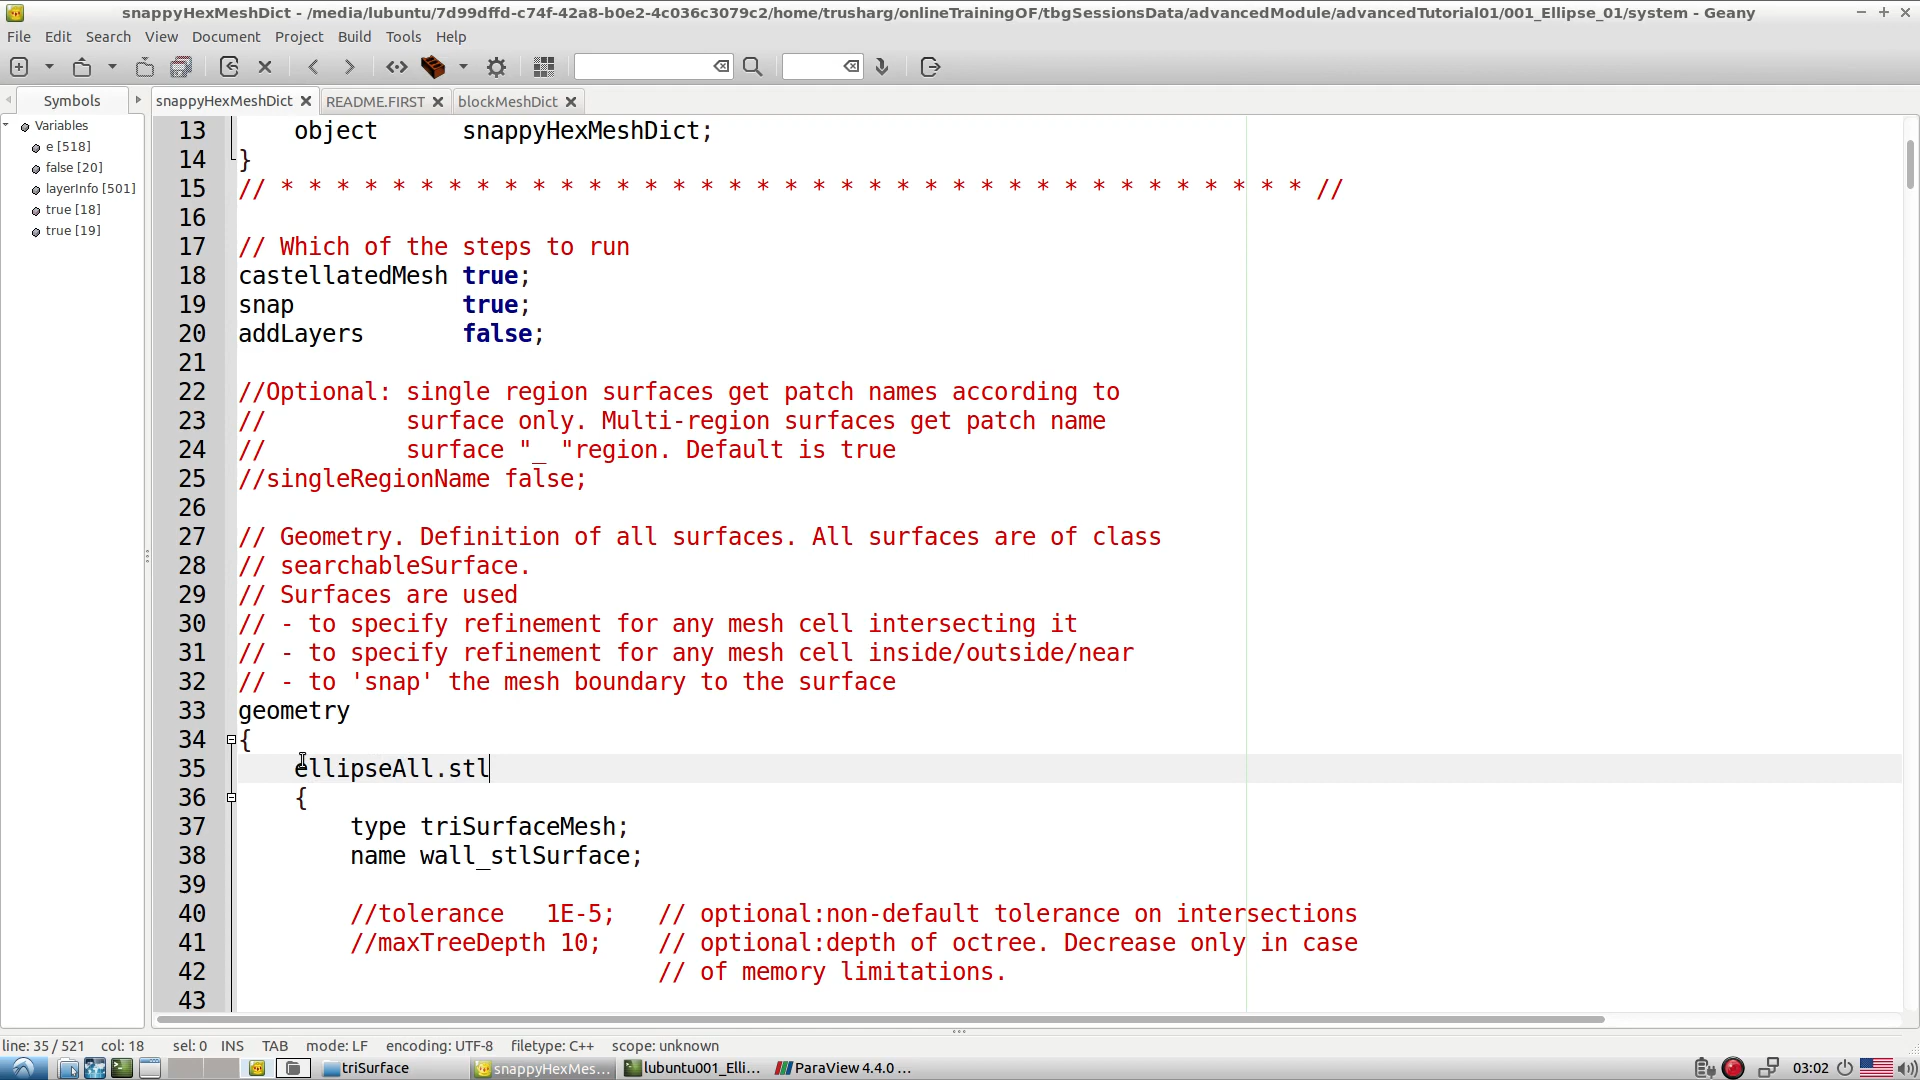 snappyHexMeshDict - /media/lubuntu/7d99dffd-c74f-42a8-b0e2-4c036c3079c2/home/trusharg/onlineTrainingOF/tbgSessionsData/advancedModule/advancedTutorial01/001_Ellipse_01/system - Geany
File Edit Search View Document Project Build Tools Help
Symbols snappyHexMeshDict README.FIRST blockMeshDict
Variables
e [518]
false [20]
layerInfo [501]
true [18]
true [19]
13 object snappyHexMeshDict;
14 }
15 // * * * * * * * * * * * * * * * * * * * * * * * * * * * * * * * * * * * * * //
16
17 // Which of the steps to run
18 castellatedMesh true;
19 snap true;
20 addLayers false;
21
22 //Optional: single region surfaces get patch names according to
23 // surface only. Multi-region surfaces get patch name
24 // surface "_ "region. Default is true
25 //singleRegionName false;
26
27 // Geometry. Definition of all surfaces. All surfaces are of class
28 // searchableSurface.
29 // Surfaces are used
30 // - to specify refinement for any mesh cell intersecting it
31 // - to specify refinement for any mesh cell inside/outside/near
32 // - to 'snap' the mesh boundary to the surface
33 geometry
34 {
35 ellipseAll.stl
36 {
37 type triSurfaceMesh;
38 name wall_stlSurface;
39
40 //tolerance 1E-5; // optional:non-default tolerance on intersections
41 //maxTreeDepth 10; // optional:depth of octree. Decrease only in case
42 // of memory limitations.
43
line: 35 / 521 col: 18 sel: 0 INS TAB mode: LF encoding: UTF-8 filetype: C++ scope: unknown
triSurface snappyHexMes... lubuntu001_Elli... ParaView 4.4.0 ... 03:02